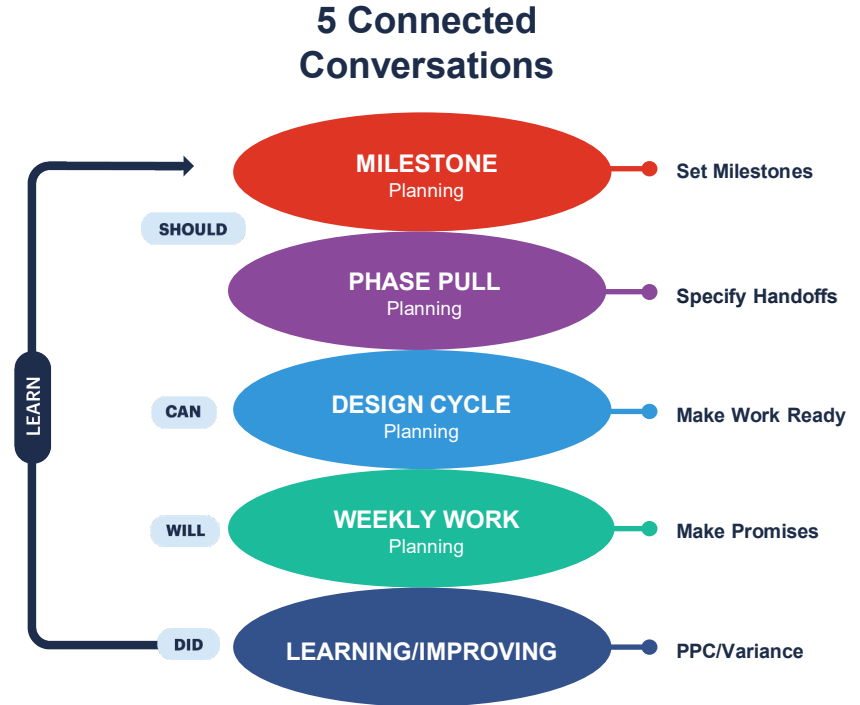 5 Connected
Conversations
MILESTONE
Planning
Set Milestones
SHOULD
PHASE PULL
Planning
Specify Handoffs
LEARN
CAN
DESIGN CYCLE
Planning
Make Work Ready
WILL
WEEKLY WORK
Planning
Make Promises
DID
LEARNING/IMPROVING
PPC/Variance